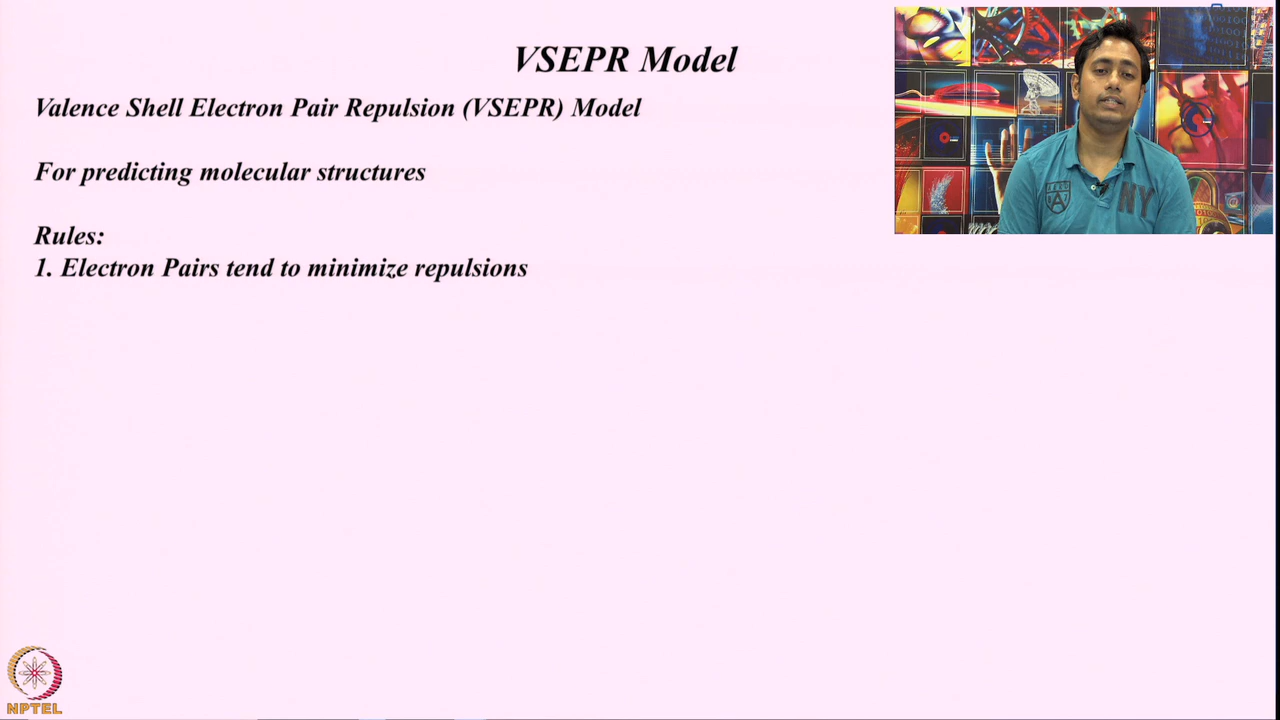 VSEPR Model
Valence Shell Electron Pair Repulsion (VSEPR) Model
For predicting molecular structures
Rules:
1. Electron Pairs tend to minimize repulsions
NY
NPTEL